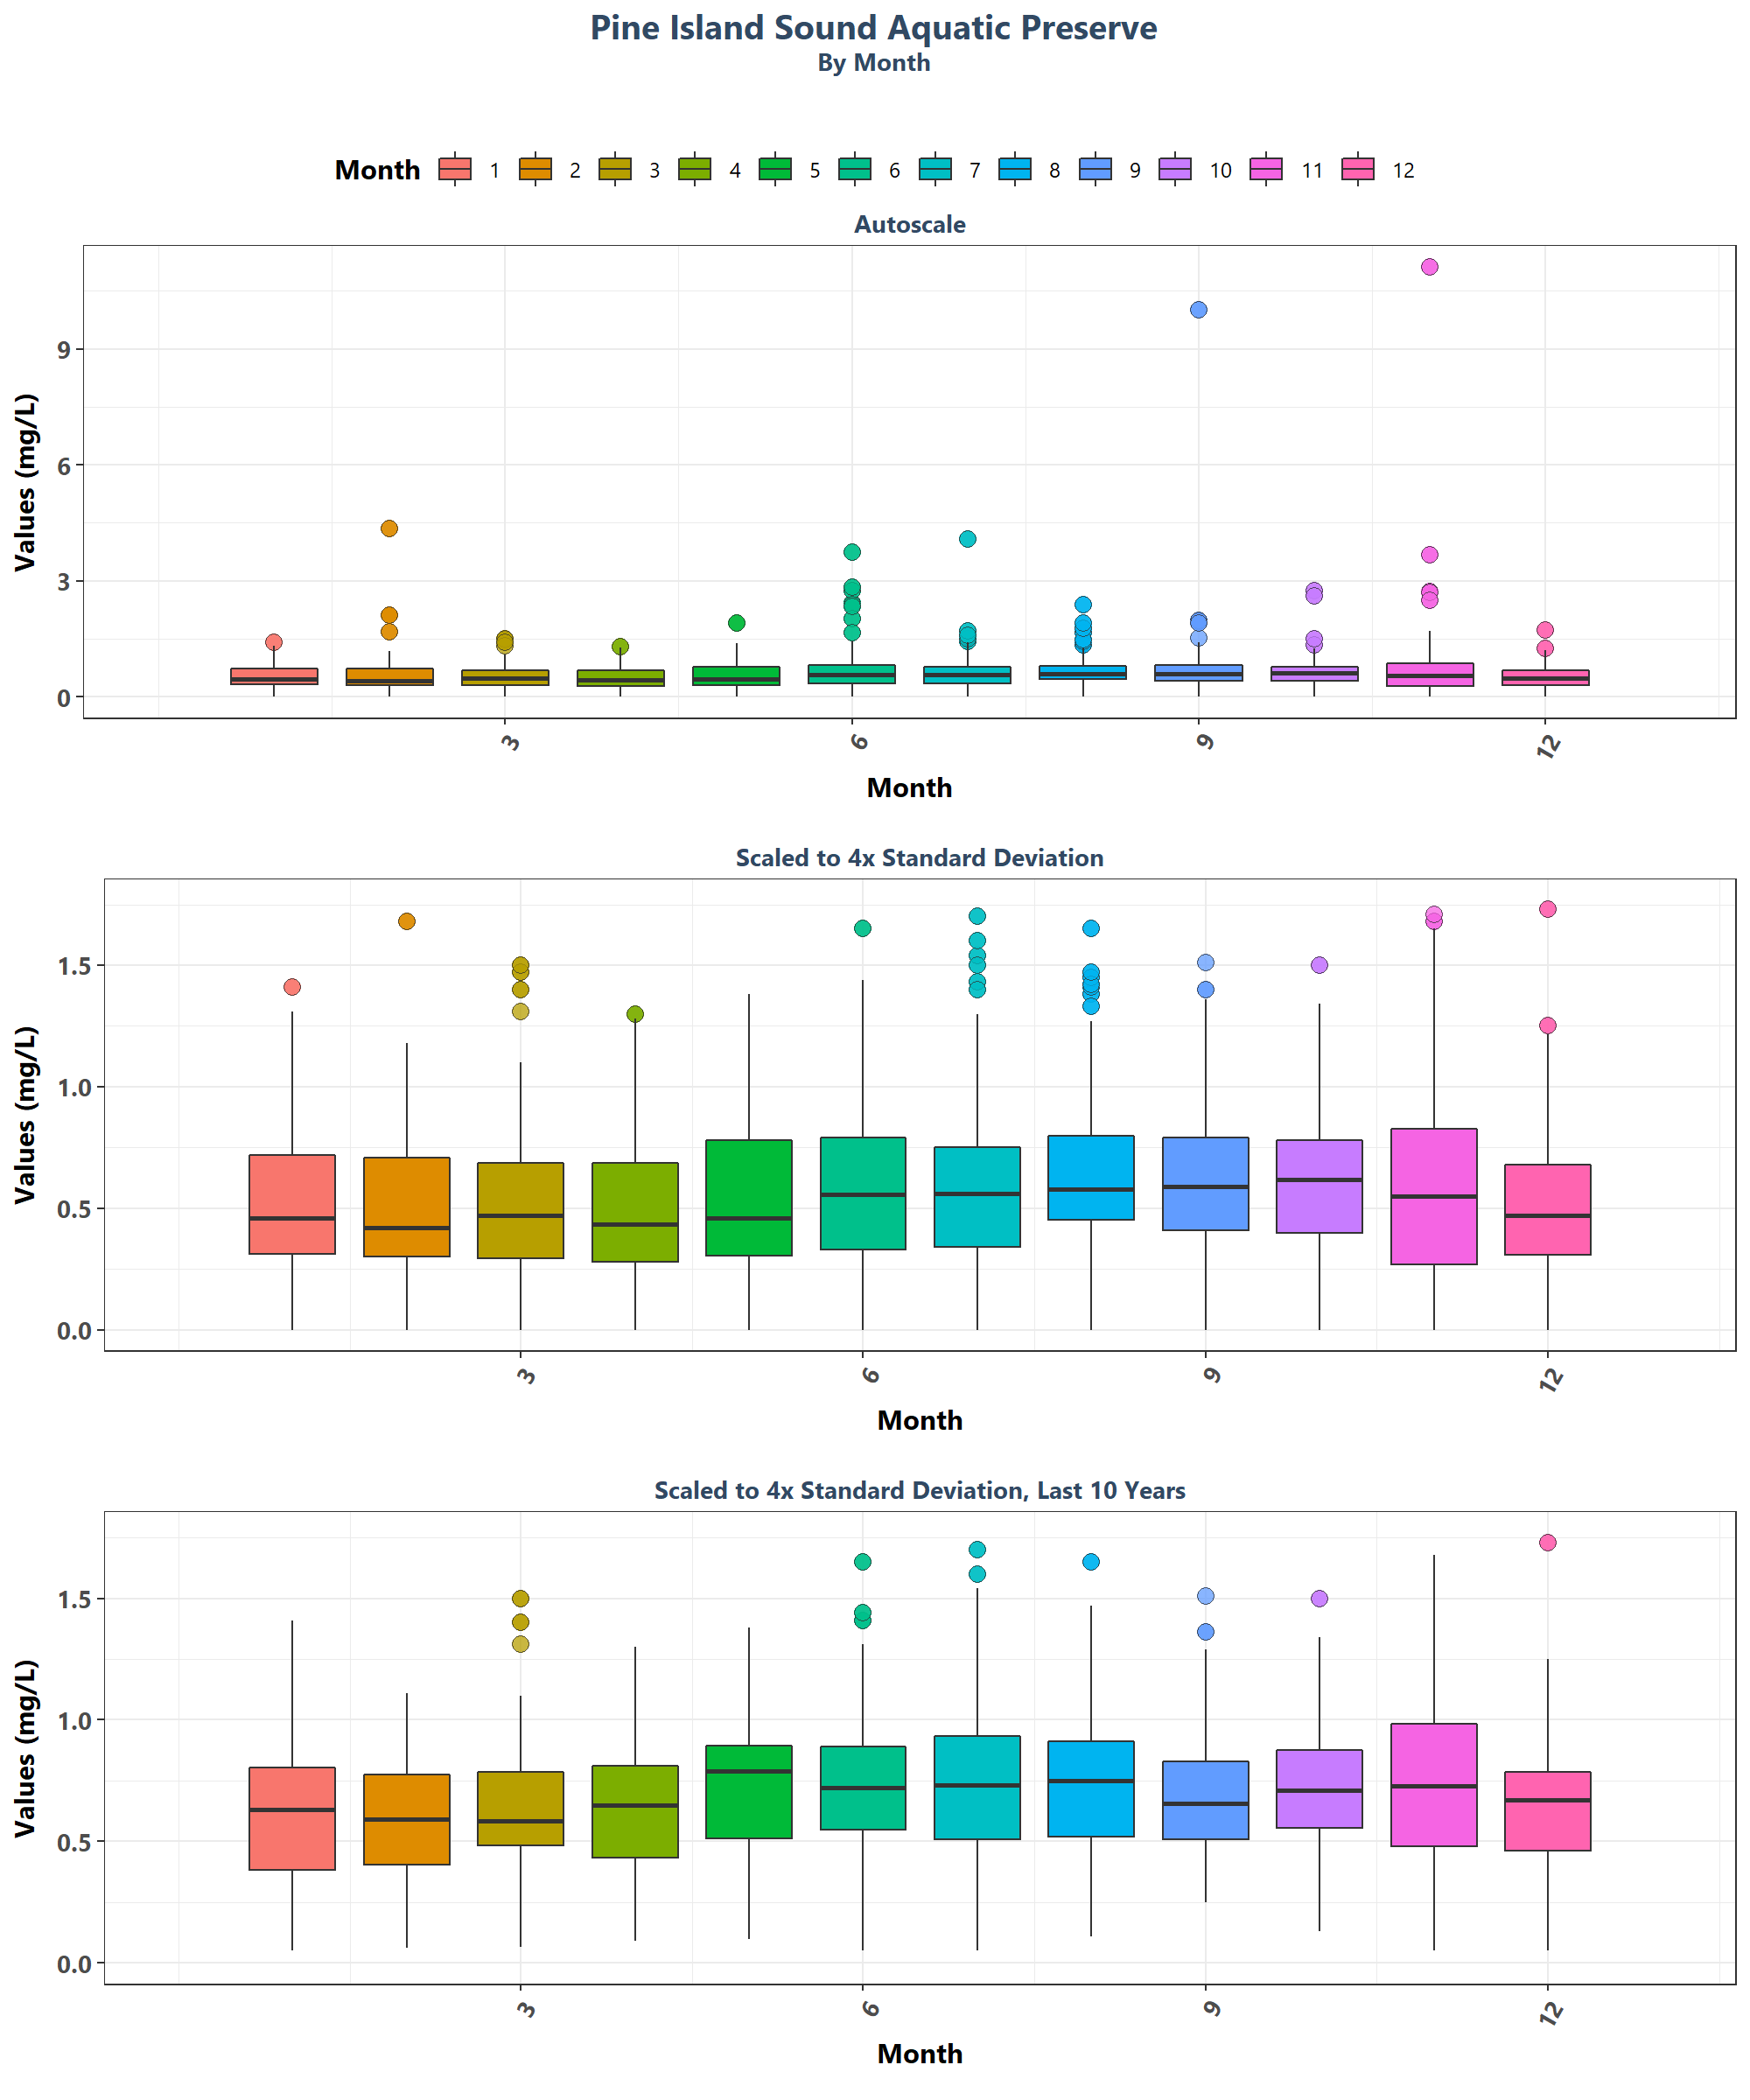 Pine Island Sound Aquatic Preserve
By Month
Month 1 2 3 4 5 6 7 8 9 10 11 12
Autoscale
Values (mg/L)
9
6
3
0
3 6 9 12
Month
Scaled to 4x Standard Deviation
Values (mg/L)
1.5
1.0
0.5
0.0
3 6 9 12
Month
Scaled to 4x Standard Deviation, Last 10 Years
Values (mg/L)
1.5
1.0
0.5
0.0
3 6 9 12
Month